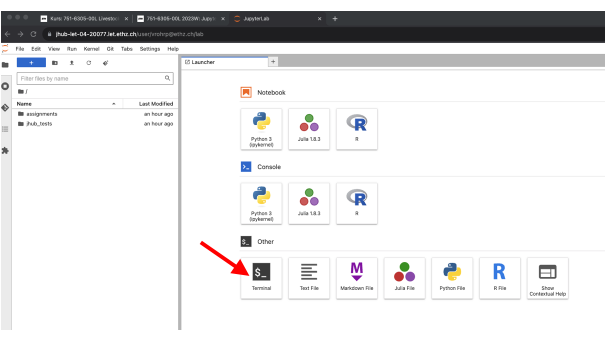 Kurs: 751-6305-00L Livestoc
751-6305-00L 2023W: Jupyt
JupyterLab
jhub-let-04-20077.let.ethz.ch/user/vrohrp@ethz.ch/lab
File Edit View Run Kernel Git Tabs Settings Help
Launcher
Filter files by name
/
Name Last Modified
assignments an hour ago
jhub_tests an hour ago
Notebook
Python 3
(ipykernel)
Julia 1.8.3
R
Console
Python 3
(ipykernel)
Julia 1.8.3
R
$_ Other
$_
M
R
Terminal
Text File
Markdown File
Julia File
Python File
R File
Show
Contextual Help